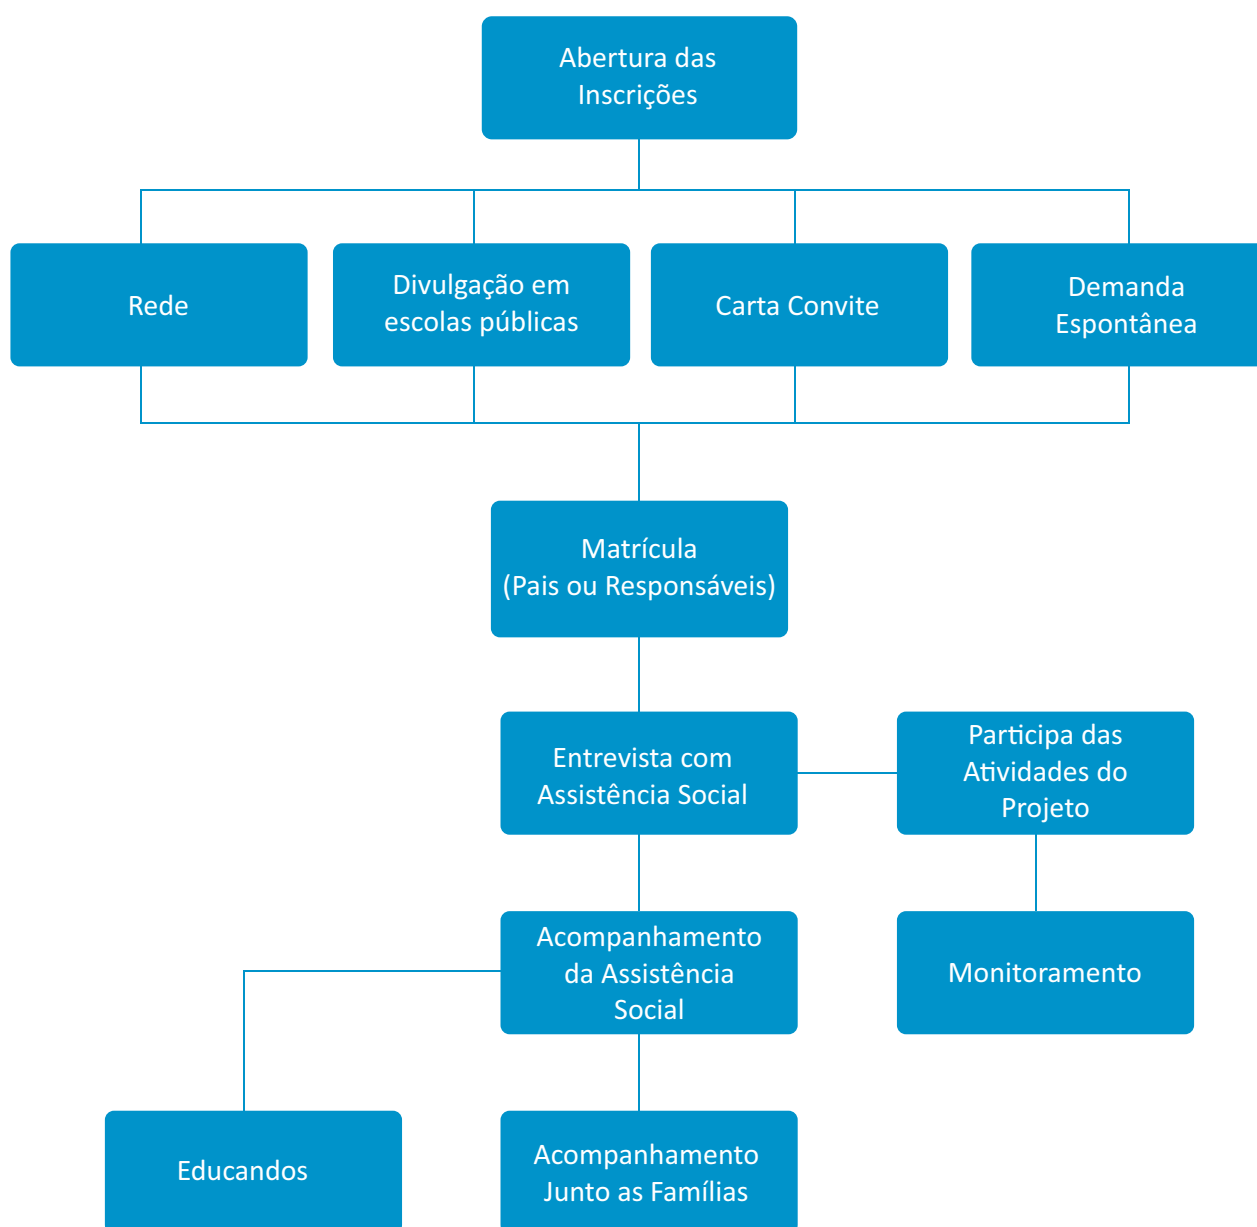 Abertura das
Inscrições
Rede
Divulgação em
escolas públicas
Carta Convite
Demanda
Espontânea
Matrícula
(Pais ou Responsáveis)
Entrevista com
Assistência Social
Participa das
Atividades do
Projeto
Acompanhamento
da Assistência
Social
Monitoramento
Educandos
Acompanhamento
Junto as Famílias